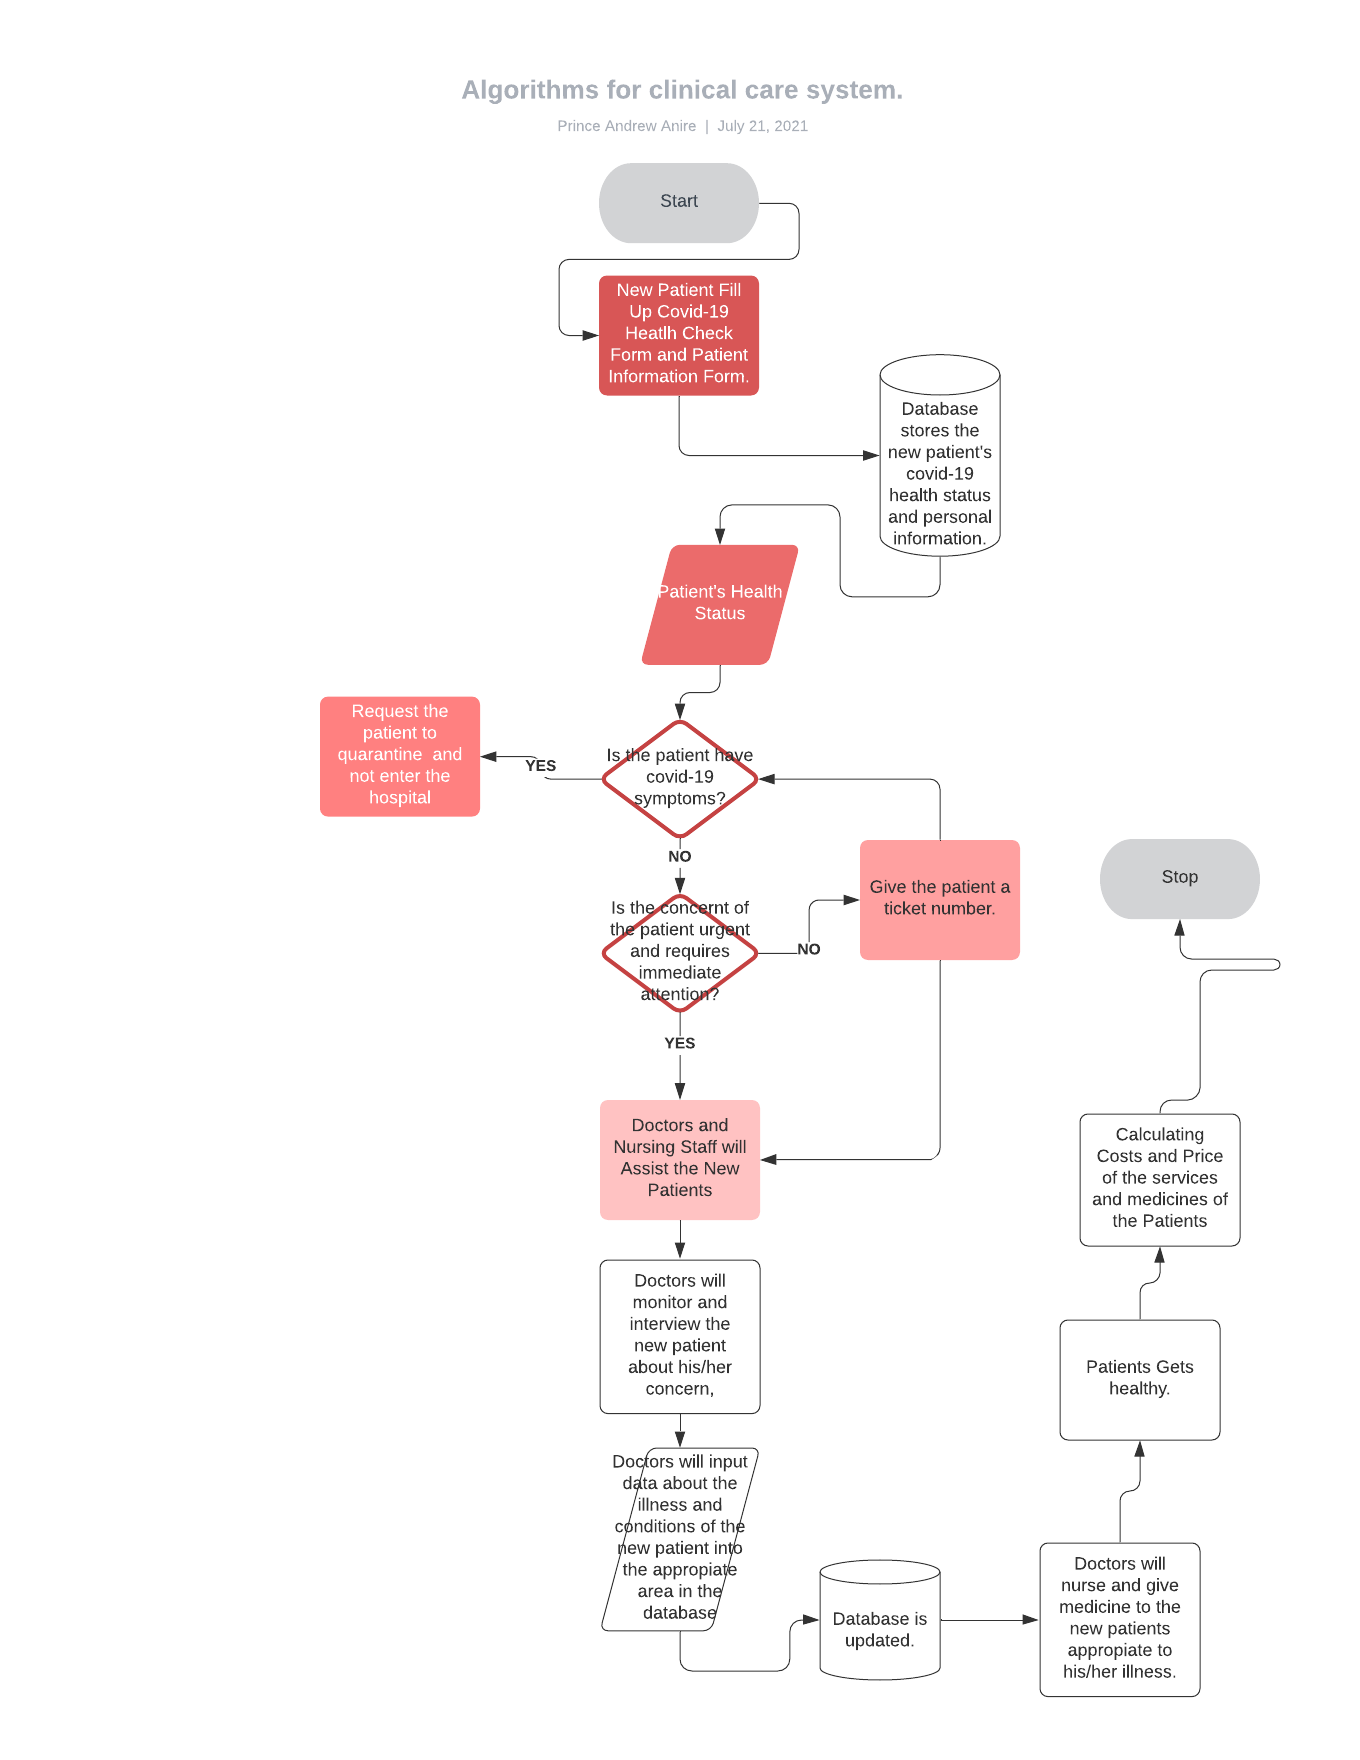 Algorithms for clinical care system.
Prince Andrew Anire | July 21, 2021
Start
New Patient Fill
Up Covid-19
Heatlh Check
Form and Patient
Information Form.
Database
stores the
new patient's
covid-19
health status
and personal
information.
Patient's Health
Status
Request the
patient to
quarantine  and
not enter the
hospital
YES
Is the patient have
covid-19
symptoms?
NO
Is the concernt of
the patient urgent
and requires
immediate
attention?
NO
Give the patient a
ticket number.
Stop
YES
Doctors and
Nursing Staff will
Assist the New
Patients
Doctors will
monitor and
interview the
new patient
about his/her
concern,
Doctors will input
data about the
illness and
conditions of the
new patient into
the appropiate
area in the
database
Database is
updated.
Doctors will
nurse and give
medicine to the
new patients
appropiate to
his/her illness.
Patients Gets
healthy.
Calculating
Costs and Price
of the services
and medicines of
the Patients